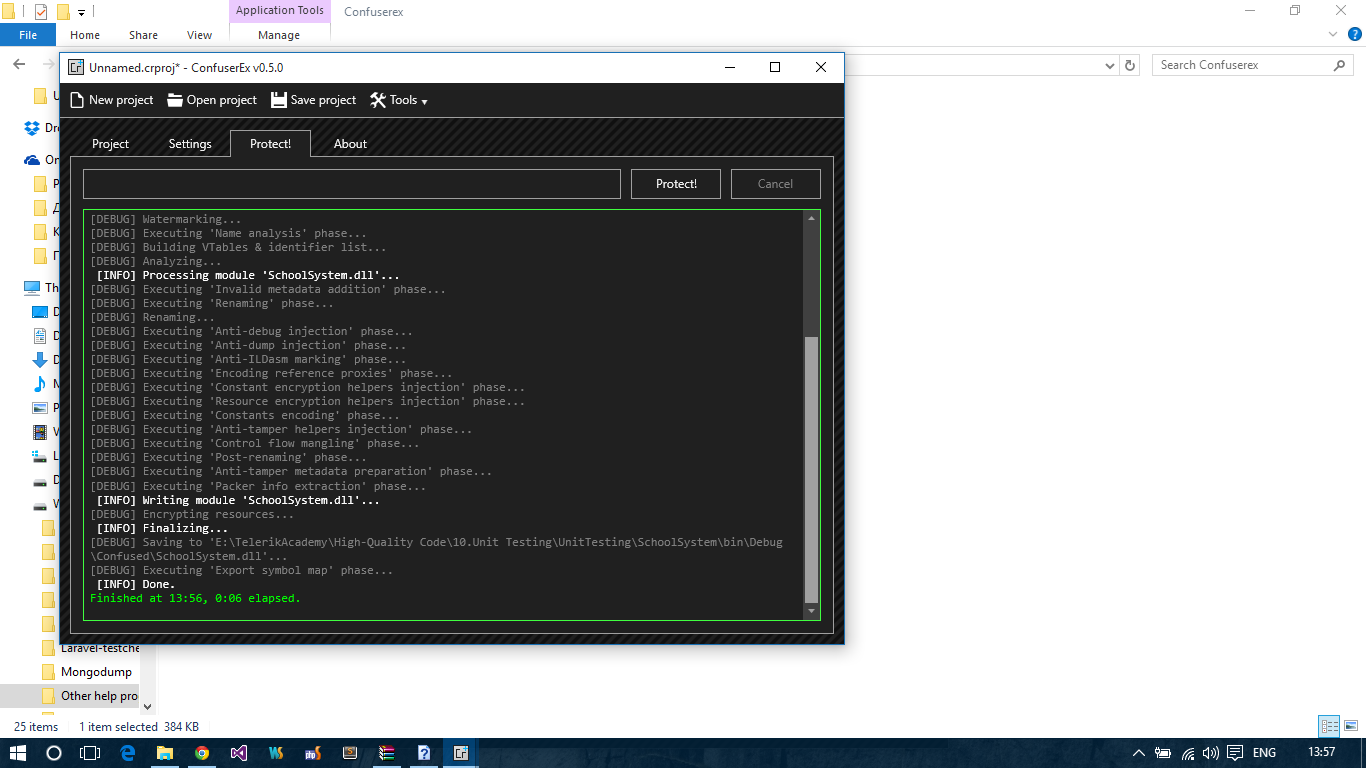 Application Tools
Confuserex
File
Home
Share
View
Manage
Search Confuserex
Unnamed.crproj* - ConfuserEx v0.5.0
New project
Open project
Save project
Tools
Project
Settings
Protect!
About
Protect!
Cancel
[DEBUG] Watermarking...
[DEBUG] Executing 'Name analysis' phase...
[DEBUG] Building VTables & identifier list...
[DEBUG] Analyzing...
[INFO] Processing module 'SchoolSystem.dll'...
[DEBUG] Executing 'Invalid metadata addition' phase...
[DEBUG] Executing 'Renaming' phase...
[DEBUG] Renaming...
[DEBUG] Executing 'Anti-debug injection' phase...
[DEBUG] Executing 'Anti-dump injection' phase...
[DEBUG] Executing 'Anti-ILDasm marking' phase...
[DEBUG] Executing 'Encoding reference proxies' phase...
[DEBUG] Executing 'Constant encryption helpers injection' phase...
[DEBUG] Executing 'Resource encryption helpers injection' phase...
[DEBUG] Executing 'Constants encoding' phase...
[DEBUG] Executing 'Anti-tamper helpers injection' phase...
[DEBUG] Executing 'Control flow mangling' phase...
[DEBUG] Executing 'Post-renaming' phase...
[DEBUG] Executing 'Anti-tamper metadata preparation' phase...
[DEBUG] Executing 'Packer info extraction' phase...
[INFO] Writing module 'SchoolSystem.dll'...
[DEBUG] Encrypting resources...
[INFO] Finalizing...
[DEBUG] Saving to 'E:\TelerikAcademy\High-Quality Code\10.Unit Testing\UnitTesting\SchoolSystem\bin\Debug
\Confused\SchoolSystem.dll'...
[DEBUG] Executing 'Export symbol map' phase...
[INFO] Done.
Finished at 13:56, 0:06 elapsed.
Laravel-testche
Mongodump
Other help pro
25 items
1 item selected 384 KB
ENG
13:57